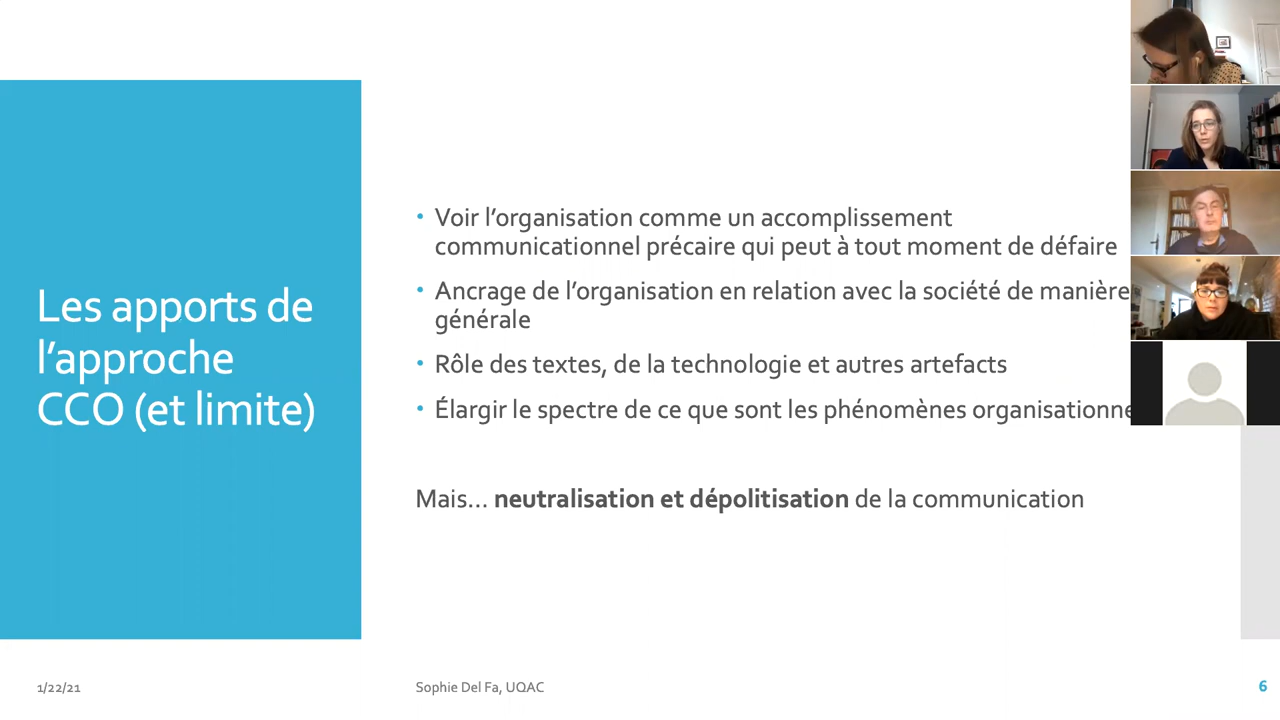 Les apports de
l’approche
CCO (et limite)
• Voir l’organisation comme un accomplissement
communicationnel précaire qui peut à tout moment de défaire
• Ancrage de l’organisation en relation avec la société de manière
générale
• Rôle des textes, de la technologie et autres artefacts
• Élargir le spectre de ce que sont les phénomènes
Mais… neutralisation et dépolitisation de la communication
1/22/21
Sophie Del Fa, UQAC
6